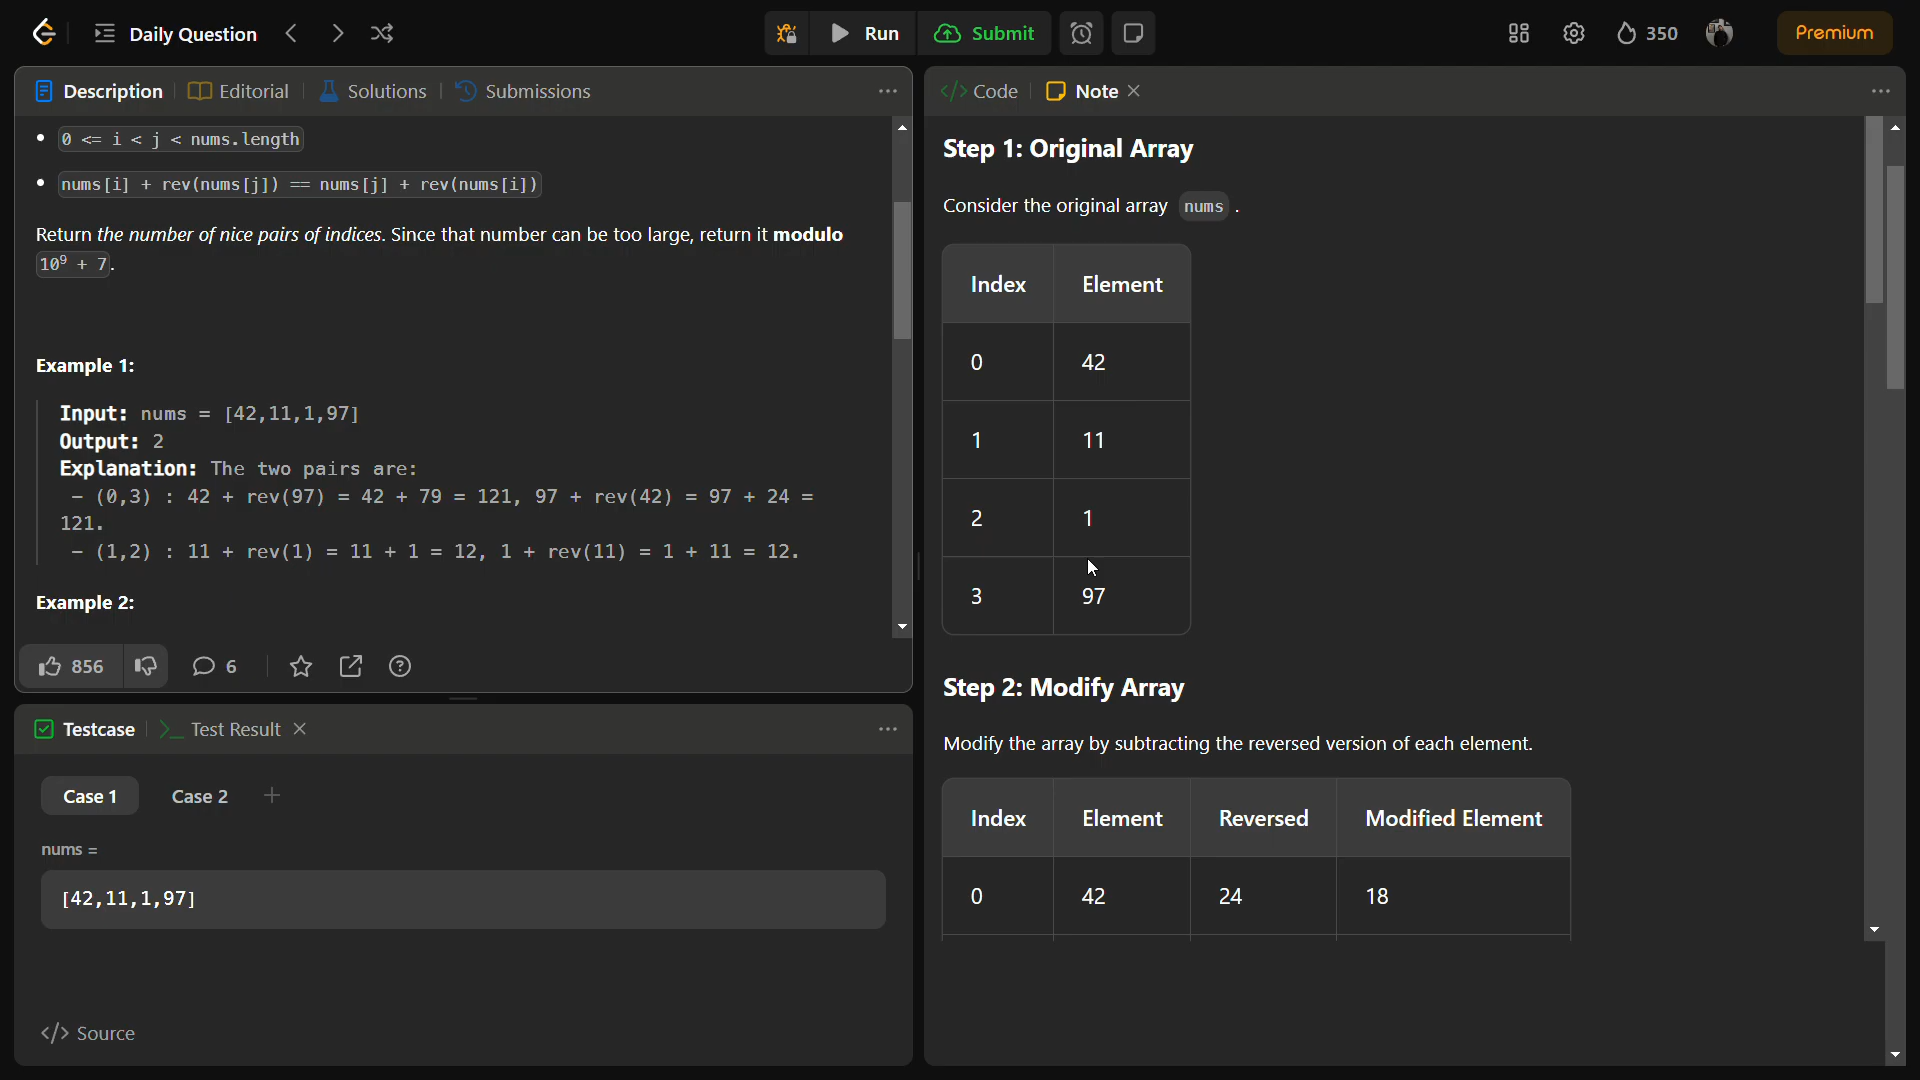 Daily Question
Run
Submit
350
Premium
Description
Editorial
Solutions
Submissions
0 <= i < j < nums.length
nums[i] + rev(nums[j]) == nums[j] + rev(nums[i])
Return the number of nice pairs of indices. Since that number can be too large, return it modulo
10⁹ + 7.
Example 1:
Input: nums = [42,11,1,97]
Output: 2
Explanation: The two pairs are:
- (0,3) : 42 + rev(97) = 42 + 79 = 121, 97 + rev(42) = 97 + 24 =
121.
- (1,2) : 11 + rev(1) = 11 + 1 = 12, 1 + rev(11) = 1 + 11 = 12.
Example 2:
856
6
Testcase
Test Result
Case 1
Case 2
nums =
[42,11,1,97]
Source
Code
Note
Step 1: Original Array
Consider the original array nums .
Index Element
0 42
1 11
2 1
3 97
Step 2: Modify Array
Modify the array by subtracting the reversed version of each element.
Index Element Reversed Modified Element
0 42 24 18